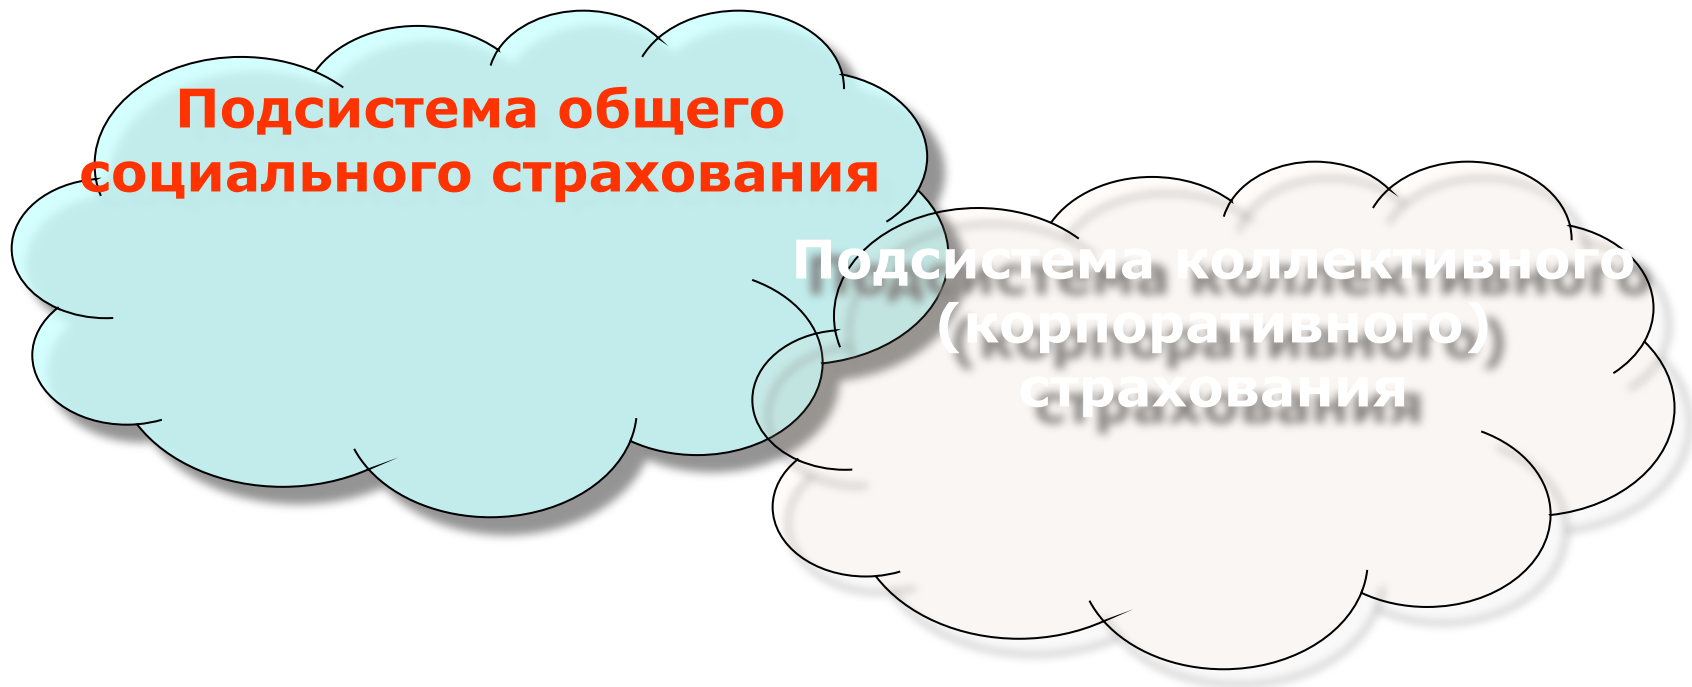 Подсистема общего
социального страхования
Подсистема коллективного
(корпоративного)
страхования